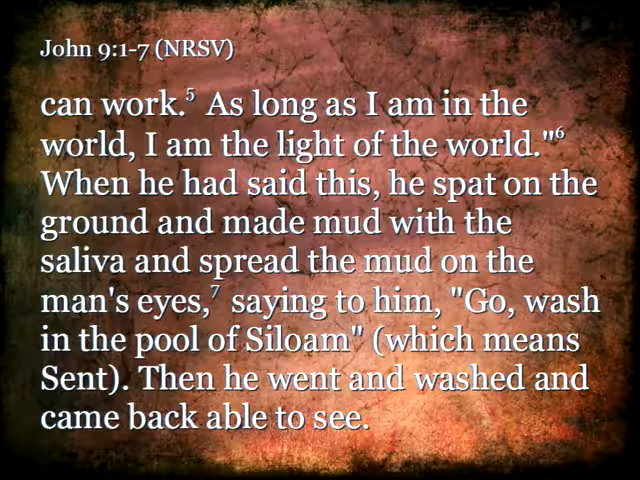 John 9:1-7 (NRSV)
can work.⁵ As long as I am in the
world, I am the light of the world."⁶
When he had said this, he spat on the
ground and made mud with the
saliva and spread the mud on the
man's eyes,⁷ saying to him, "Go, wash
in the pool of Siloam" (which means
Sent). Then he went and washed and
came back able to see.